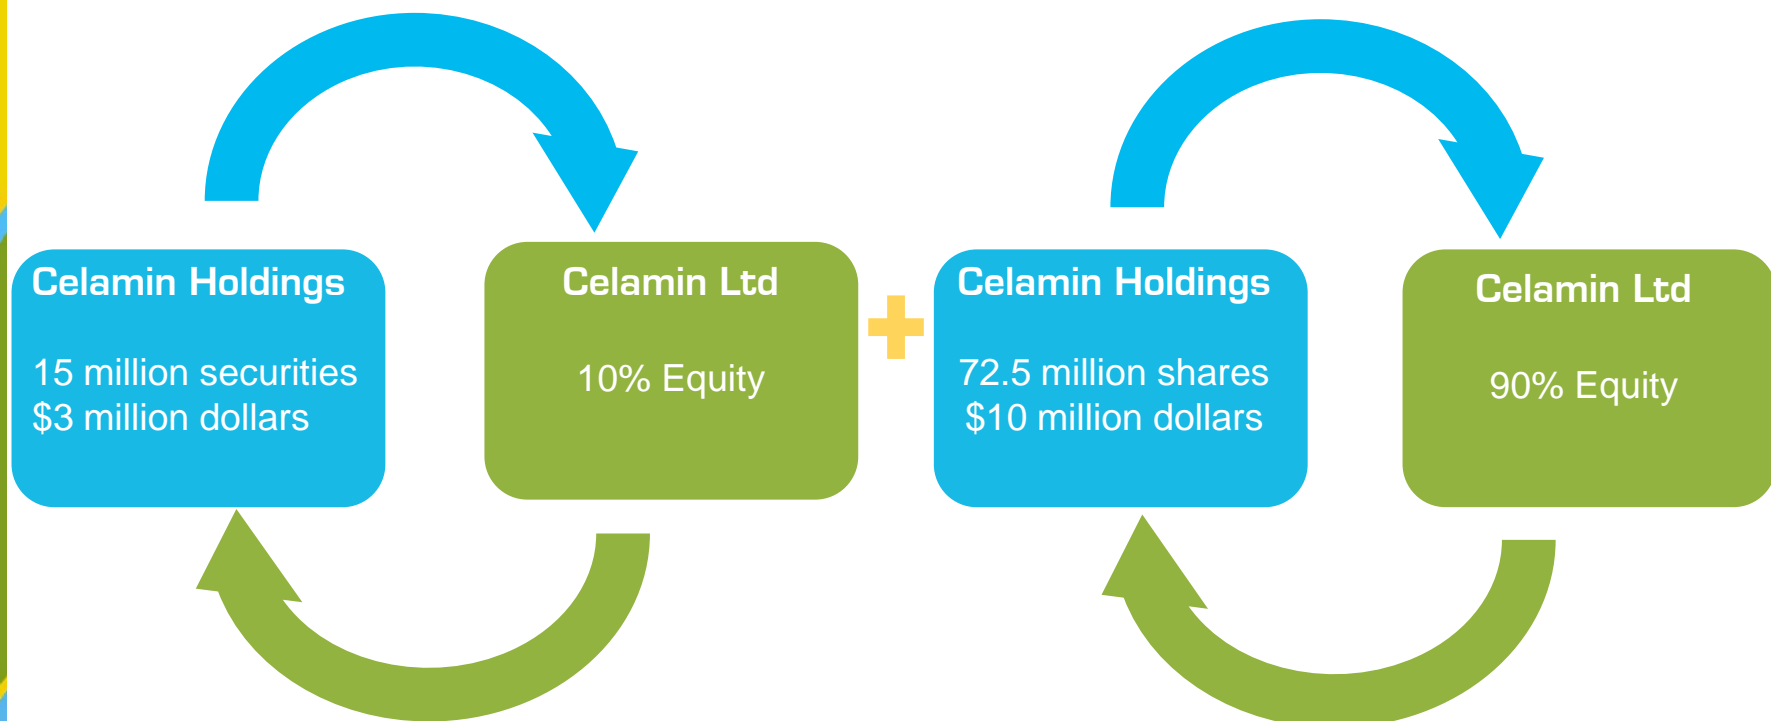 Celamin Holdings
15 million securities
$3 million dollars
Celamin Ltd
10% Equity
Celamin Holdings
72.5 million shares
$10 million dollars
Celamin Ltd
90% Equity